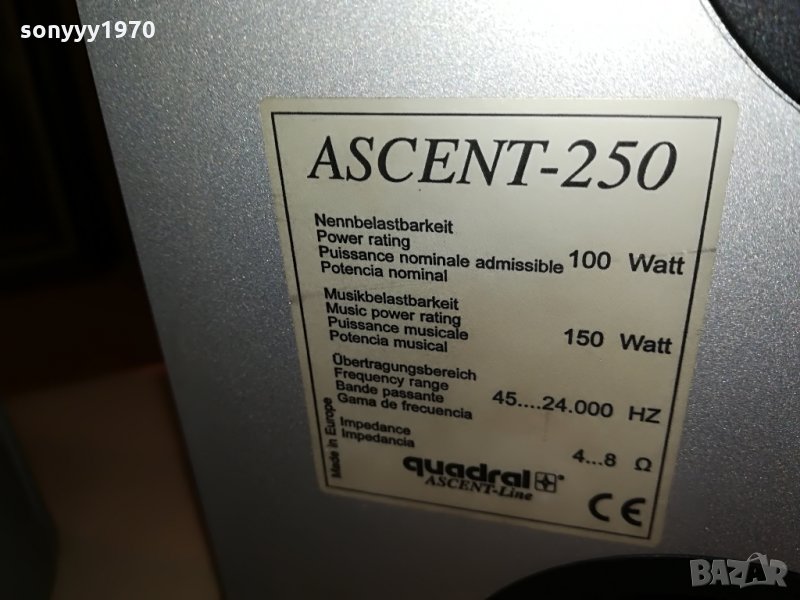 sonyyy1970
ASCENT-250
Nennbelastbarkeit
Power rating
Puissance nominale admissible 100 Watt
Potencia nominal
Musikbelastbarkeit
Music power rating
Puissance musicale 150 Watt
Potencia musical
Übertragungsbereich
Frequency range
Bande passante 45....24.000 HZ
Gama de frecuencia
Impedance
Impedancia 4...8 Ω
Made in Europe
quadral
ASCENT-Line
CE
BAZAR